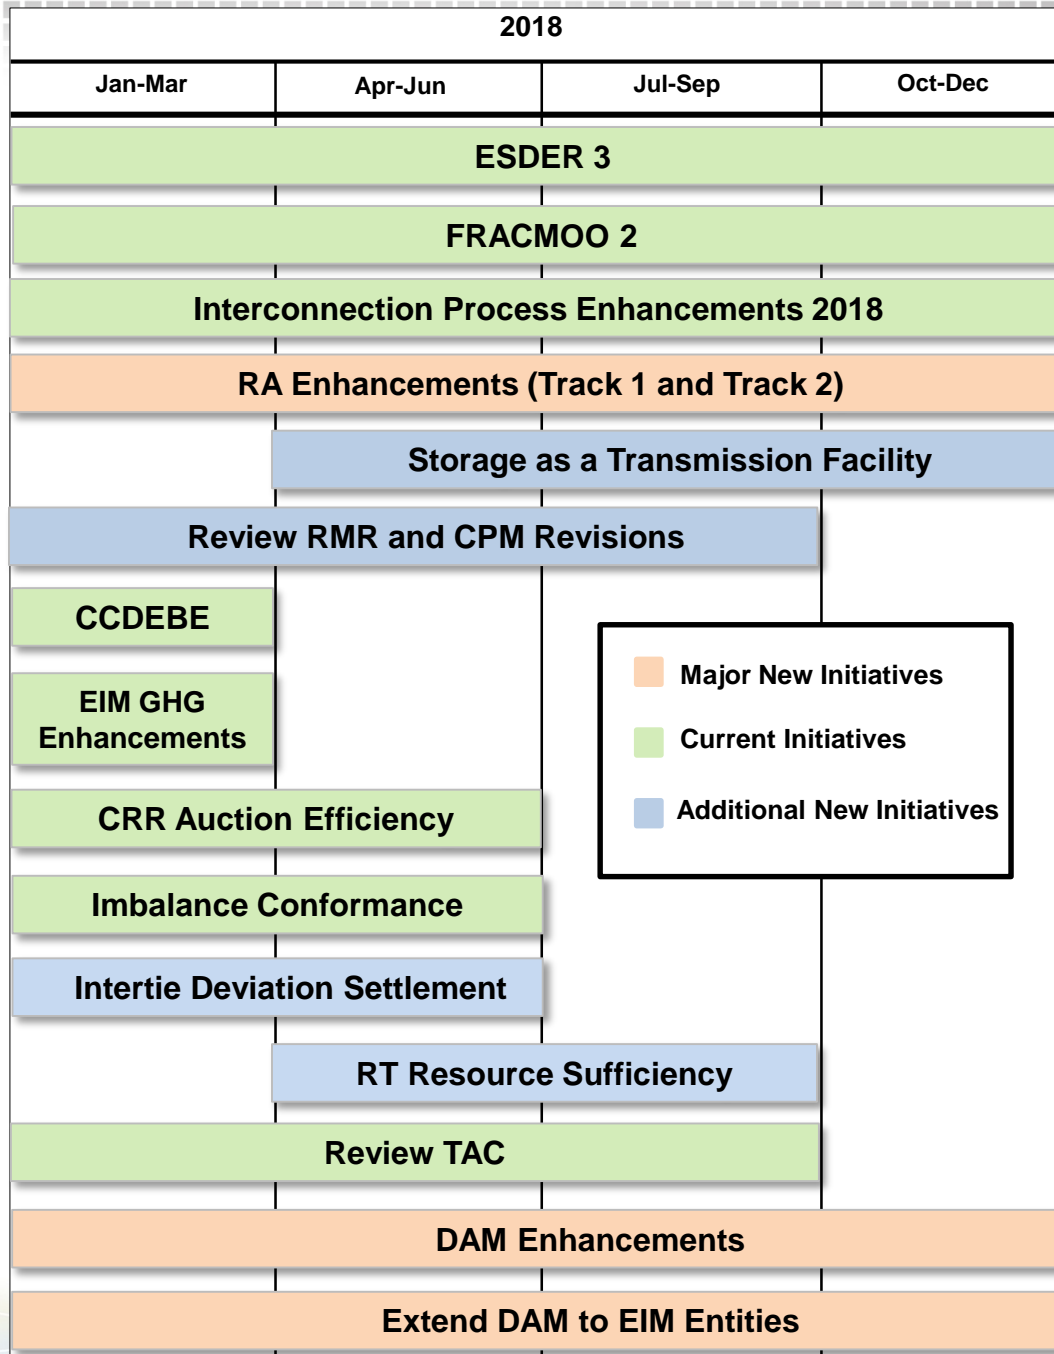 2018
Jan-Mar
Apr-Jun
Jul-Sep
Oct-Dec
ESDER 3
FRACMOO 2
Interconnection Process Enhancements 2018
RA Enhancements (Track 1 and Track 2)
Storage as a Transmission Facility
Review RMR and CPM Revisions
CCDEBE
EIM GHG
Enhancements
Major New Initiatives
Current Initiatives
Additional New Initiatives
CRR Auction Efficiency
Imbalance Conformance
Intertie Deviation Settlement
RT Resource Sufficiency
Review TAC
DAM Enhancements
Extend DAM to EIM Entities